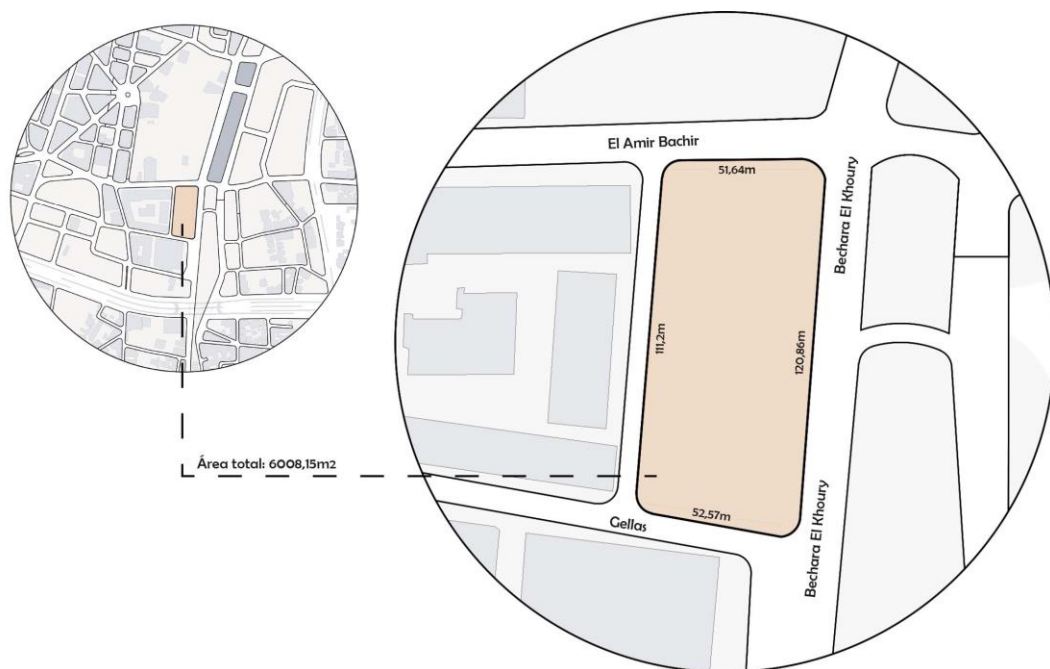 El Amir Bachir
51,64m
Bechara El Khoury
111,2m
120,86m
Área total: 6008,15m2
52,57m
Gellas
Bechara El Khoury